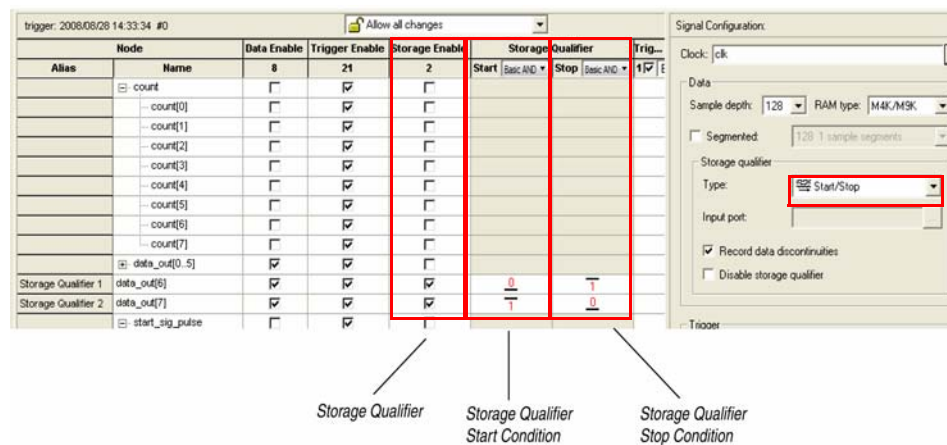 trigger: 2008/08/28 14:33:34 #0
Allow all changes
Signal Configuration:
Node Data Enable Trigger Enable Storage Enable Storage Qualifier Trig...
Alias Name 8 21 2 Start Basic AND Stop Basic AND 1
Clock: clk
Data
Sample depth: 128 RAM type: M4K/M9K
Segmented: 128 1 sample segments
Storage qualifier
Type: Start/Stop
Input port:
Record data discontinuities
Disable storage qualifier
Trigger
count
count[0]
count[1]
count[2]
count[3]
count[4]
count[5]
count[6]
count[7]
data_out[0..5]
Storage Qualifier 1 data_out[6] 0 1
Storage Qualifier 2 data_out[7] 1 0
start_sig_pulse
Storage Qualifier
Storage Qualifier
Start Condition
Storage Qualifier
Stop Condition